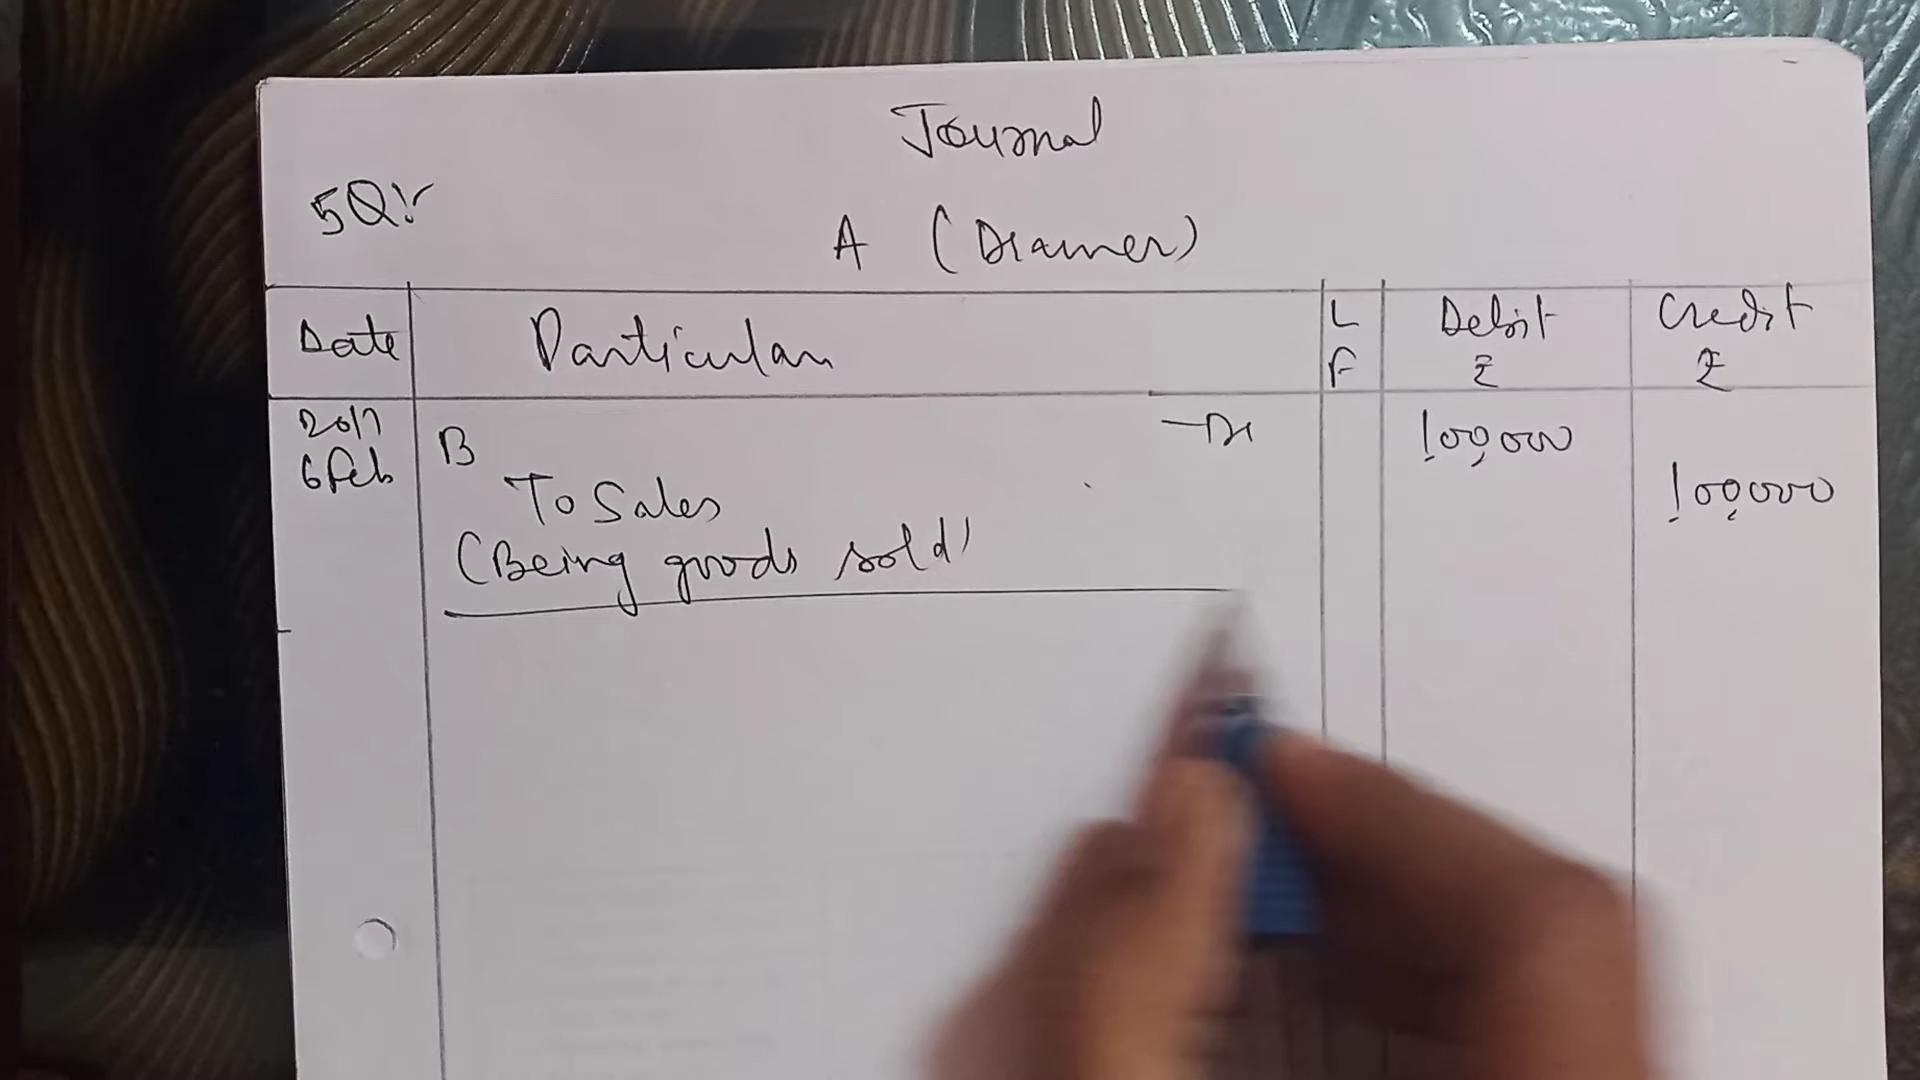 Journal
5Q:-
A (Drawer)
Date Particulars L F Debit ₹ Credit ₹
2017 6 Feb B —Dr 1,00,000
To Sales 1,00,000
(Being goods sold)